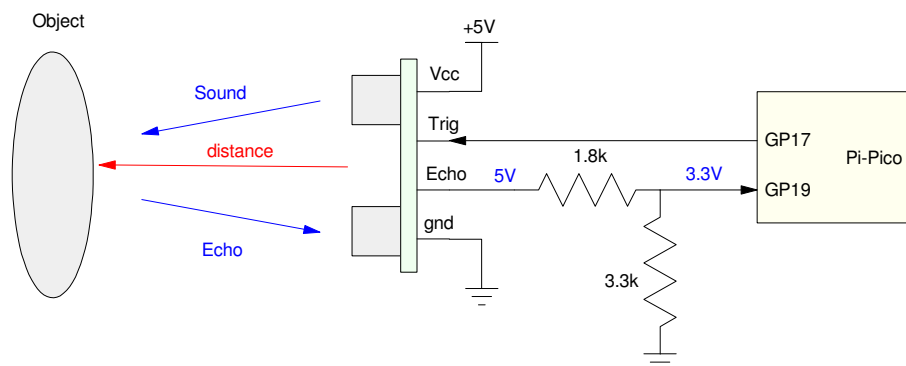 Object
+5V
Vcc
Sound
Trig
GP17
distance
1.8k
Pi-Pico
Echo
5V
3.3V
GP19
gnd
Echo
3.3k